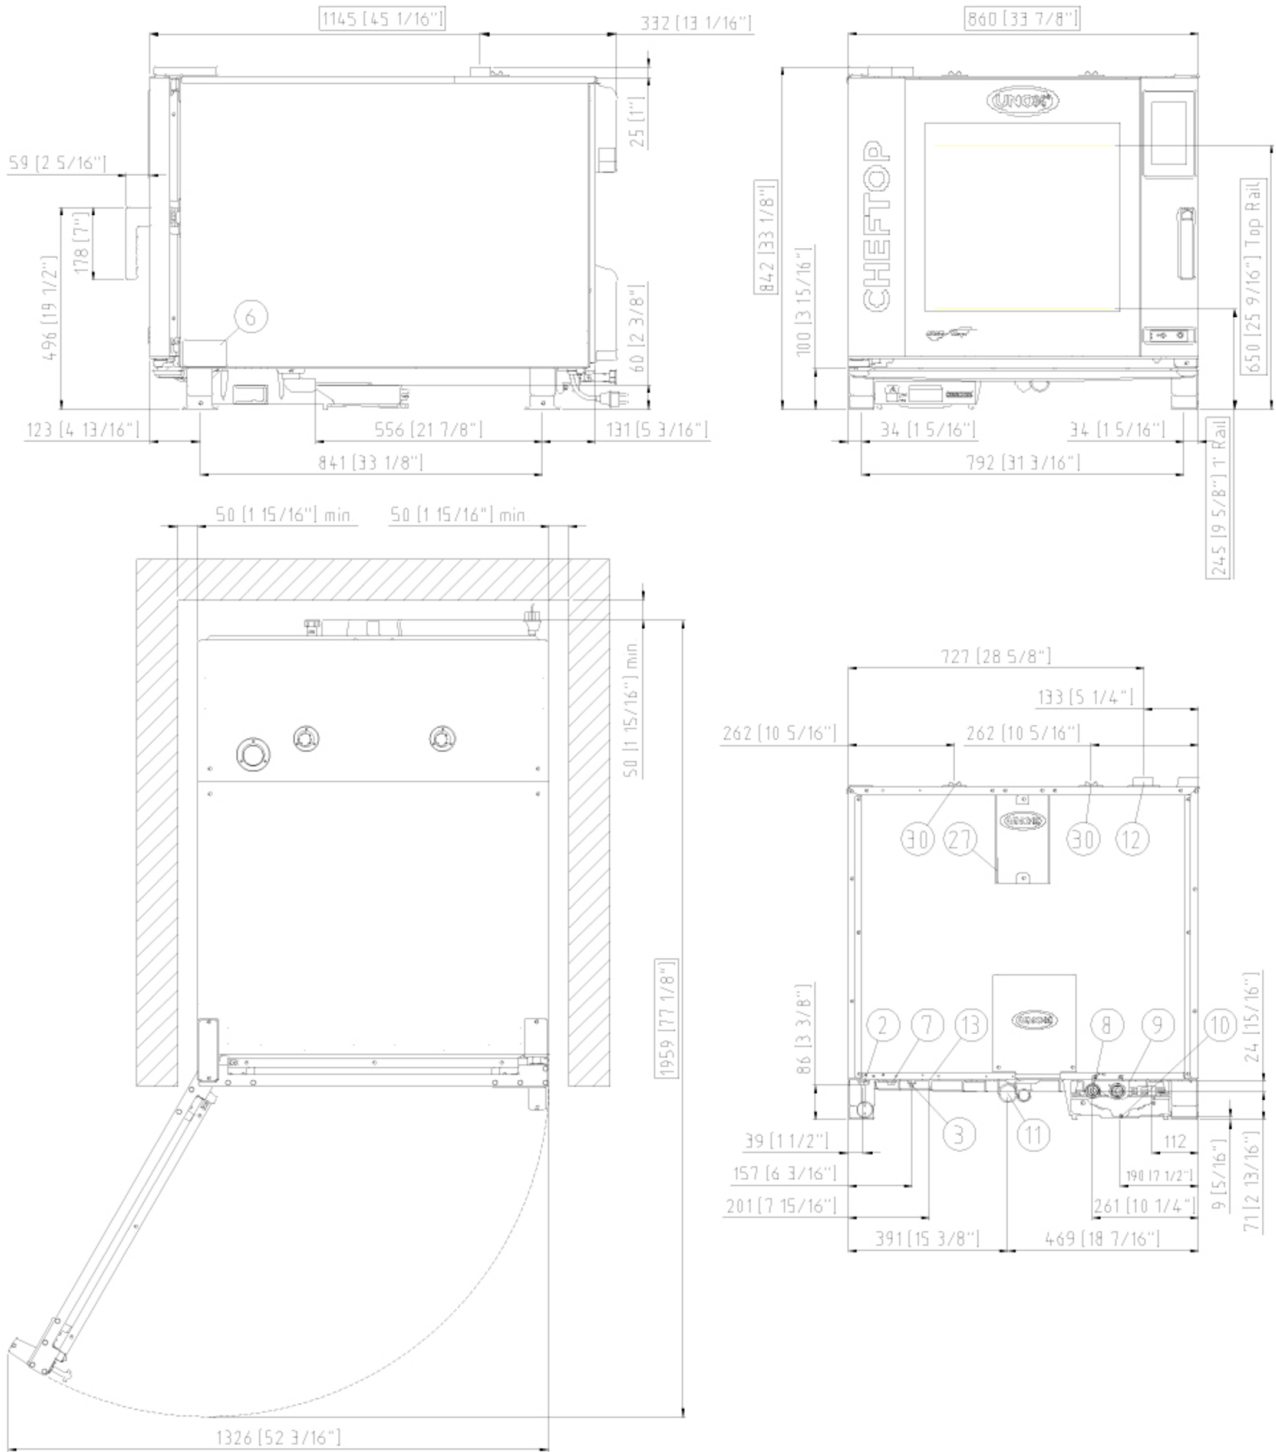 1145 [45 1/16"]
332 [13 1/16"]
25 [1"]
59 [2 5/16"]
178 [7"]
496 [19 1/2"]
6
60 [2 3/8"]
123 [4 13/16"]
556 [21 7/8"]
131 [5 3/16"]
841 [33 1/8"]
860 [33 7/8"]
UNOX
CHEFTOP
842 [33 1/8"]
100 [3 15/16"]
650 [25 9/16"] Top Rail
34 [1 5/16"]
34 [1 5/16"]
792 [31 3/16"]
245 [9 5/8"] 1' Rail
50 [1 15/16"] min.
50 [1 15/16"] min.
50 [1 15/16"] min.
1959 [77 1/8"]
1326 [52 3/16"]
727 [28 5/8"]
133 [5 1/4"]
262 [10 5/16"]
262 [10 5/16"]
UNOX
30
27
30
12
86 [3 3/8"]
2
7
13
UNOX
8
9
10
24 [15/16"]
3
11
39 [1 1/2"]
112
157 [6 3/16"]
190 [7 1/2"]
9 [5/16"]
201 [7 15/16"]
261 [10 1/4"]
71 [2 13/16"]
391 [15 3/8"]
469 [18 7/16"]